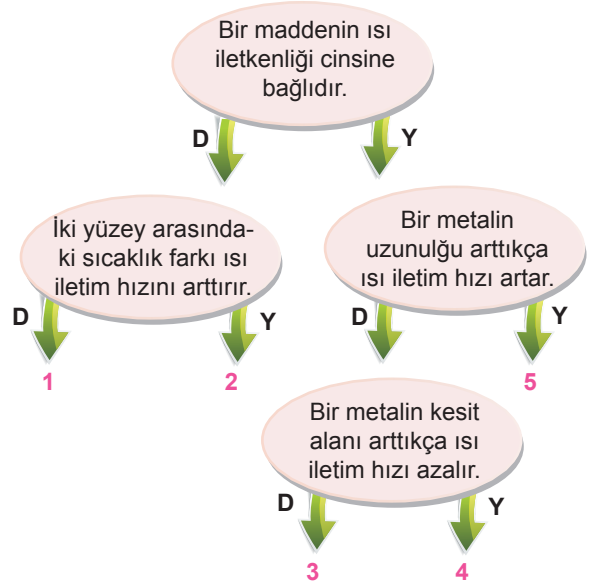 Bir maddenin ısı
iletkenliği cinsine
bağlıdır.
D
Y
İki yüzey arasında-
ki sıcaklık farkı ısı
iletim hızını arttırır.
Bir metalin
uzunulğu arttıkça
ısı iletim hızı artar.
D
Y
D
Y
1
2
5
Bir metalin kesit
alanı arttıkça ısı
iletim hızı azalır.
D
Y
3
4